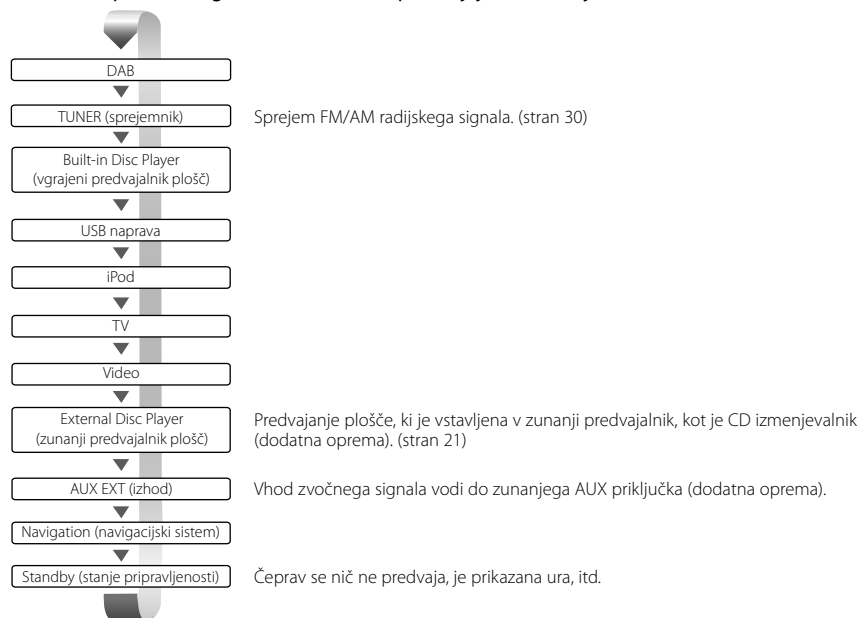 DAB
TUNER (sprejemnik)
Sprejem FM/AM radijskega signala. (stran 30)
Built-in Disc Player
(vgrajeni predvajalnik plošč)
USB naprava
iPod
TV
Video
External Disc Player
(zunanji predvajalnik plošč)
Predvajanje plošče, ki je vstavljena v zunanji predvajalnik, kot je CD izmenjevalnik
(dodatna oprema). (stran 21)
AUX EXT (izhod)
Vhod zvočnega signala vodi do zunanjega AUX priključka (dodatna oprema).
Navigation (navigacijski sistem)
Standby (stanje pripravljenosti)
Čeprav se nič ne predvaja, je prikazana ura, itd.